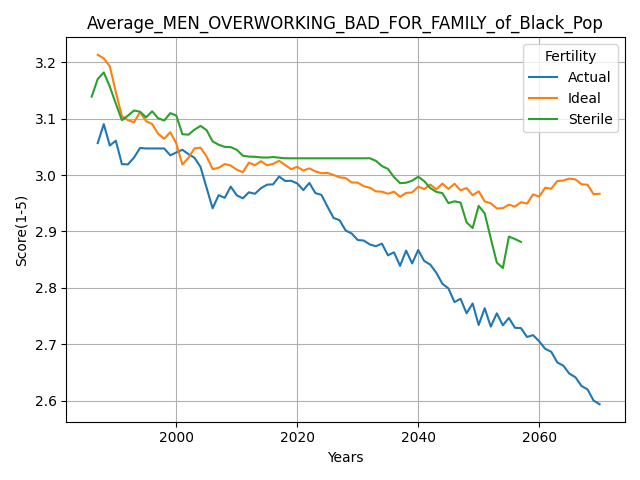 Average_MEN_OVERWORKING_BAD_FOR_FAMILY_of_Black_Pop
Fertility
Actual
Ideal
Sterile
Score(1-5)
3.2
3.1
3.0
2.9
2.8
2.7
2.6
2000
2020
2040
2060
Years